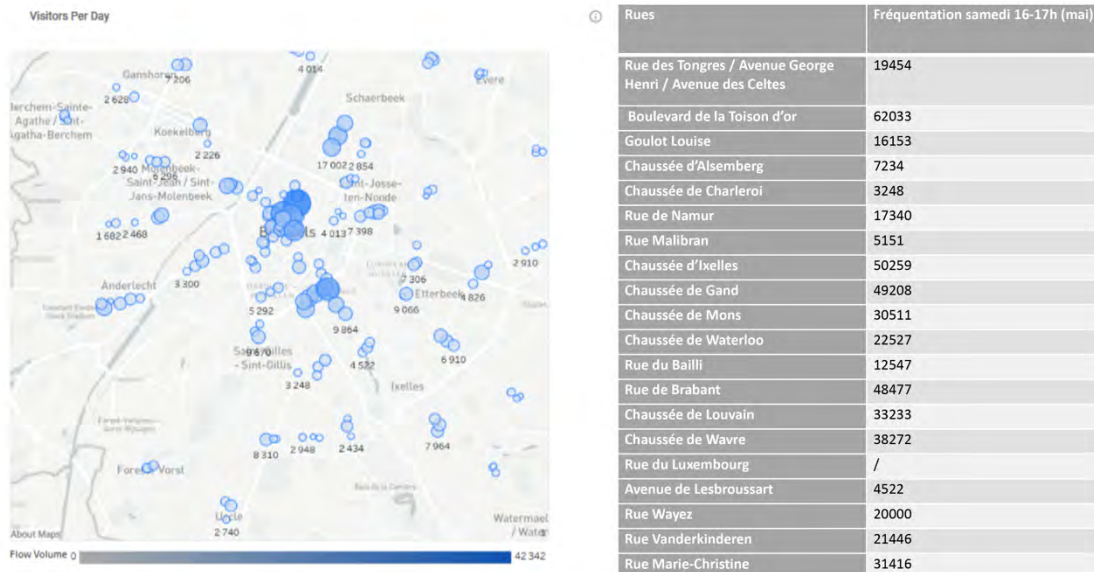 Visitors Per Day
4 014
Ganshoren
7 206
Evere
2 628
Schaerbeek
Berchem-Sainte-
Agathe / Sint-
Agatha-Berchem
Koekelberg
2 226
17 002
2 854
2 940
6 296
Molenbeek-
Saint-Jean / Sint-
Jans-Molenbeek
Saint-Josse-
ten-Noode
1 682
2 468
4 013
7 398
2 910
3 300
7 306
Anderlecht
Etterbeek
4 826
5 292
9 066
9 864
9 670
Saint-Gilles
- Sint-Gillis
4 522
6 910
3 248
Ixelles
8 310
2 948
2 434
7 964
Forest / Vorst
Uccle
2 740
Watermael
About Maps
Flow Volume 0
42 342
Rues Fréquentation samedi 16-17h (mai)
Rue des Tongres / Avenue George
Henri / Avenue des Celtes 19454
Boulevard de la Toison d'or 62033
Goulot Louise 16153
Chaussée d'Alsemberg 7234
Chaussée de Charleroi 3248
Rue de Namur 17340
Rue Malibran 5151
Chaussée d'Ixelles 50259
Chaussée de Gand 49208
Chaussée de Mons 30511
Chaussée de Waterloo 22527
Rue du Bailli 12547
Rue de Brabant 48477
Chaussée de Louvain 33233
Chaussée de Wavre 38272
Rue du Luxembourg /
Avenue de Lesbroussart 4522
Rue Wayez 20000
Rue Vanderkinderen 21446
Rue Marie-Christine 31416